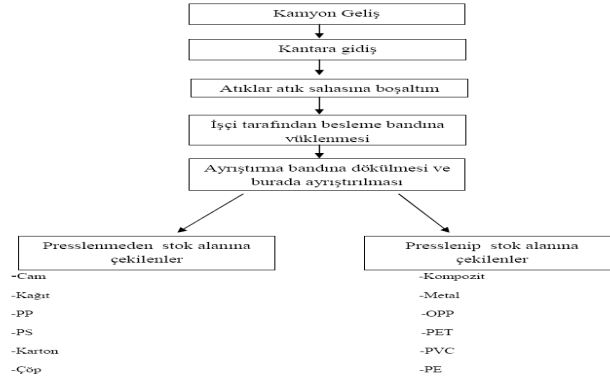 Kamyon Geliş
Kantara gidiş
Atıklar atık sahasına boşaltım
İşçi tarafından besleme bandına
vüklenmesi
Ayrıştırma bandına dökülmesi ve
burada ayrıştırılması
Presslenmeden stok alanına
çekilenler
Presslenip stok alanına
çekilenler
-Cam
-Kağıt
-PP
-PS
-Karton
-Çöp
-Kompozit
-Metal
-OPP
-PET
-PVC
-PE